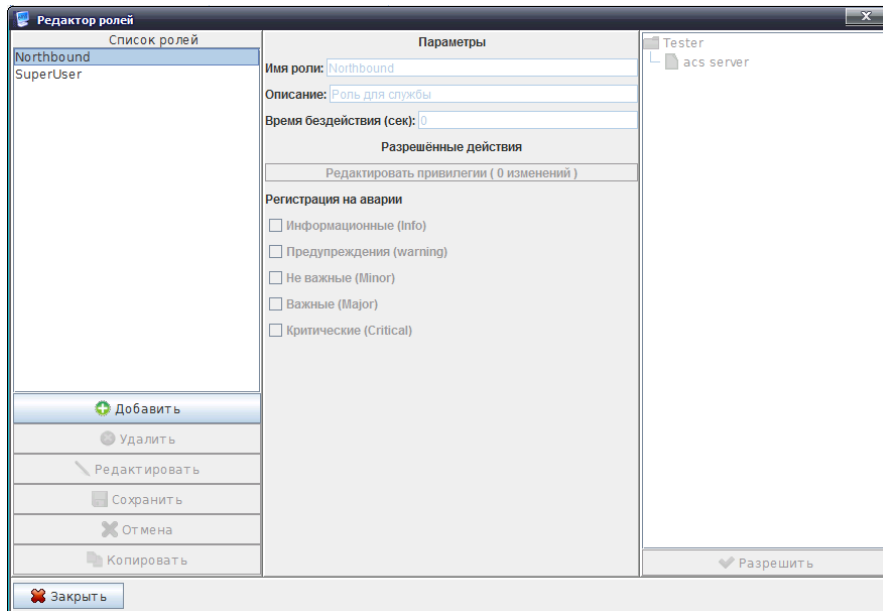 Редактор ролей
Список ролей
Northbound
SuperUser
Добавить
Удалить
Редактировать
Сохранить
Отмена
Копировать
Параметры
Имя роли: Northbound
Описание: Роль для службы
Время бездействия (сек): 0
Разрешённые действия
Редактировать привилегии ( 0 изменений )
Регистрация на аварии
Информационные (Info)
Предупреждения (warning)
Не важные (Minor)
Важные (Major)
Критические (Critical)
Tester
acs server
Разрешить
Закрыть